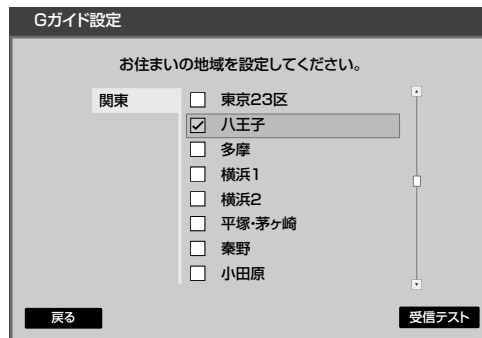 Gガイド設定
お住まいの地域を設定してください。
関東
東京23区
八王子
多摩
横浜1
横浜2
平塚・茅ヶ崎
秦野
小田原
戻る
受信テスト